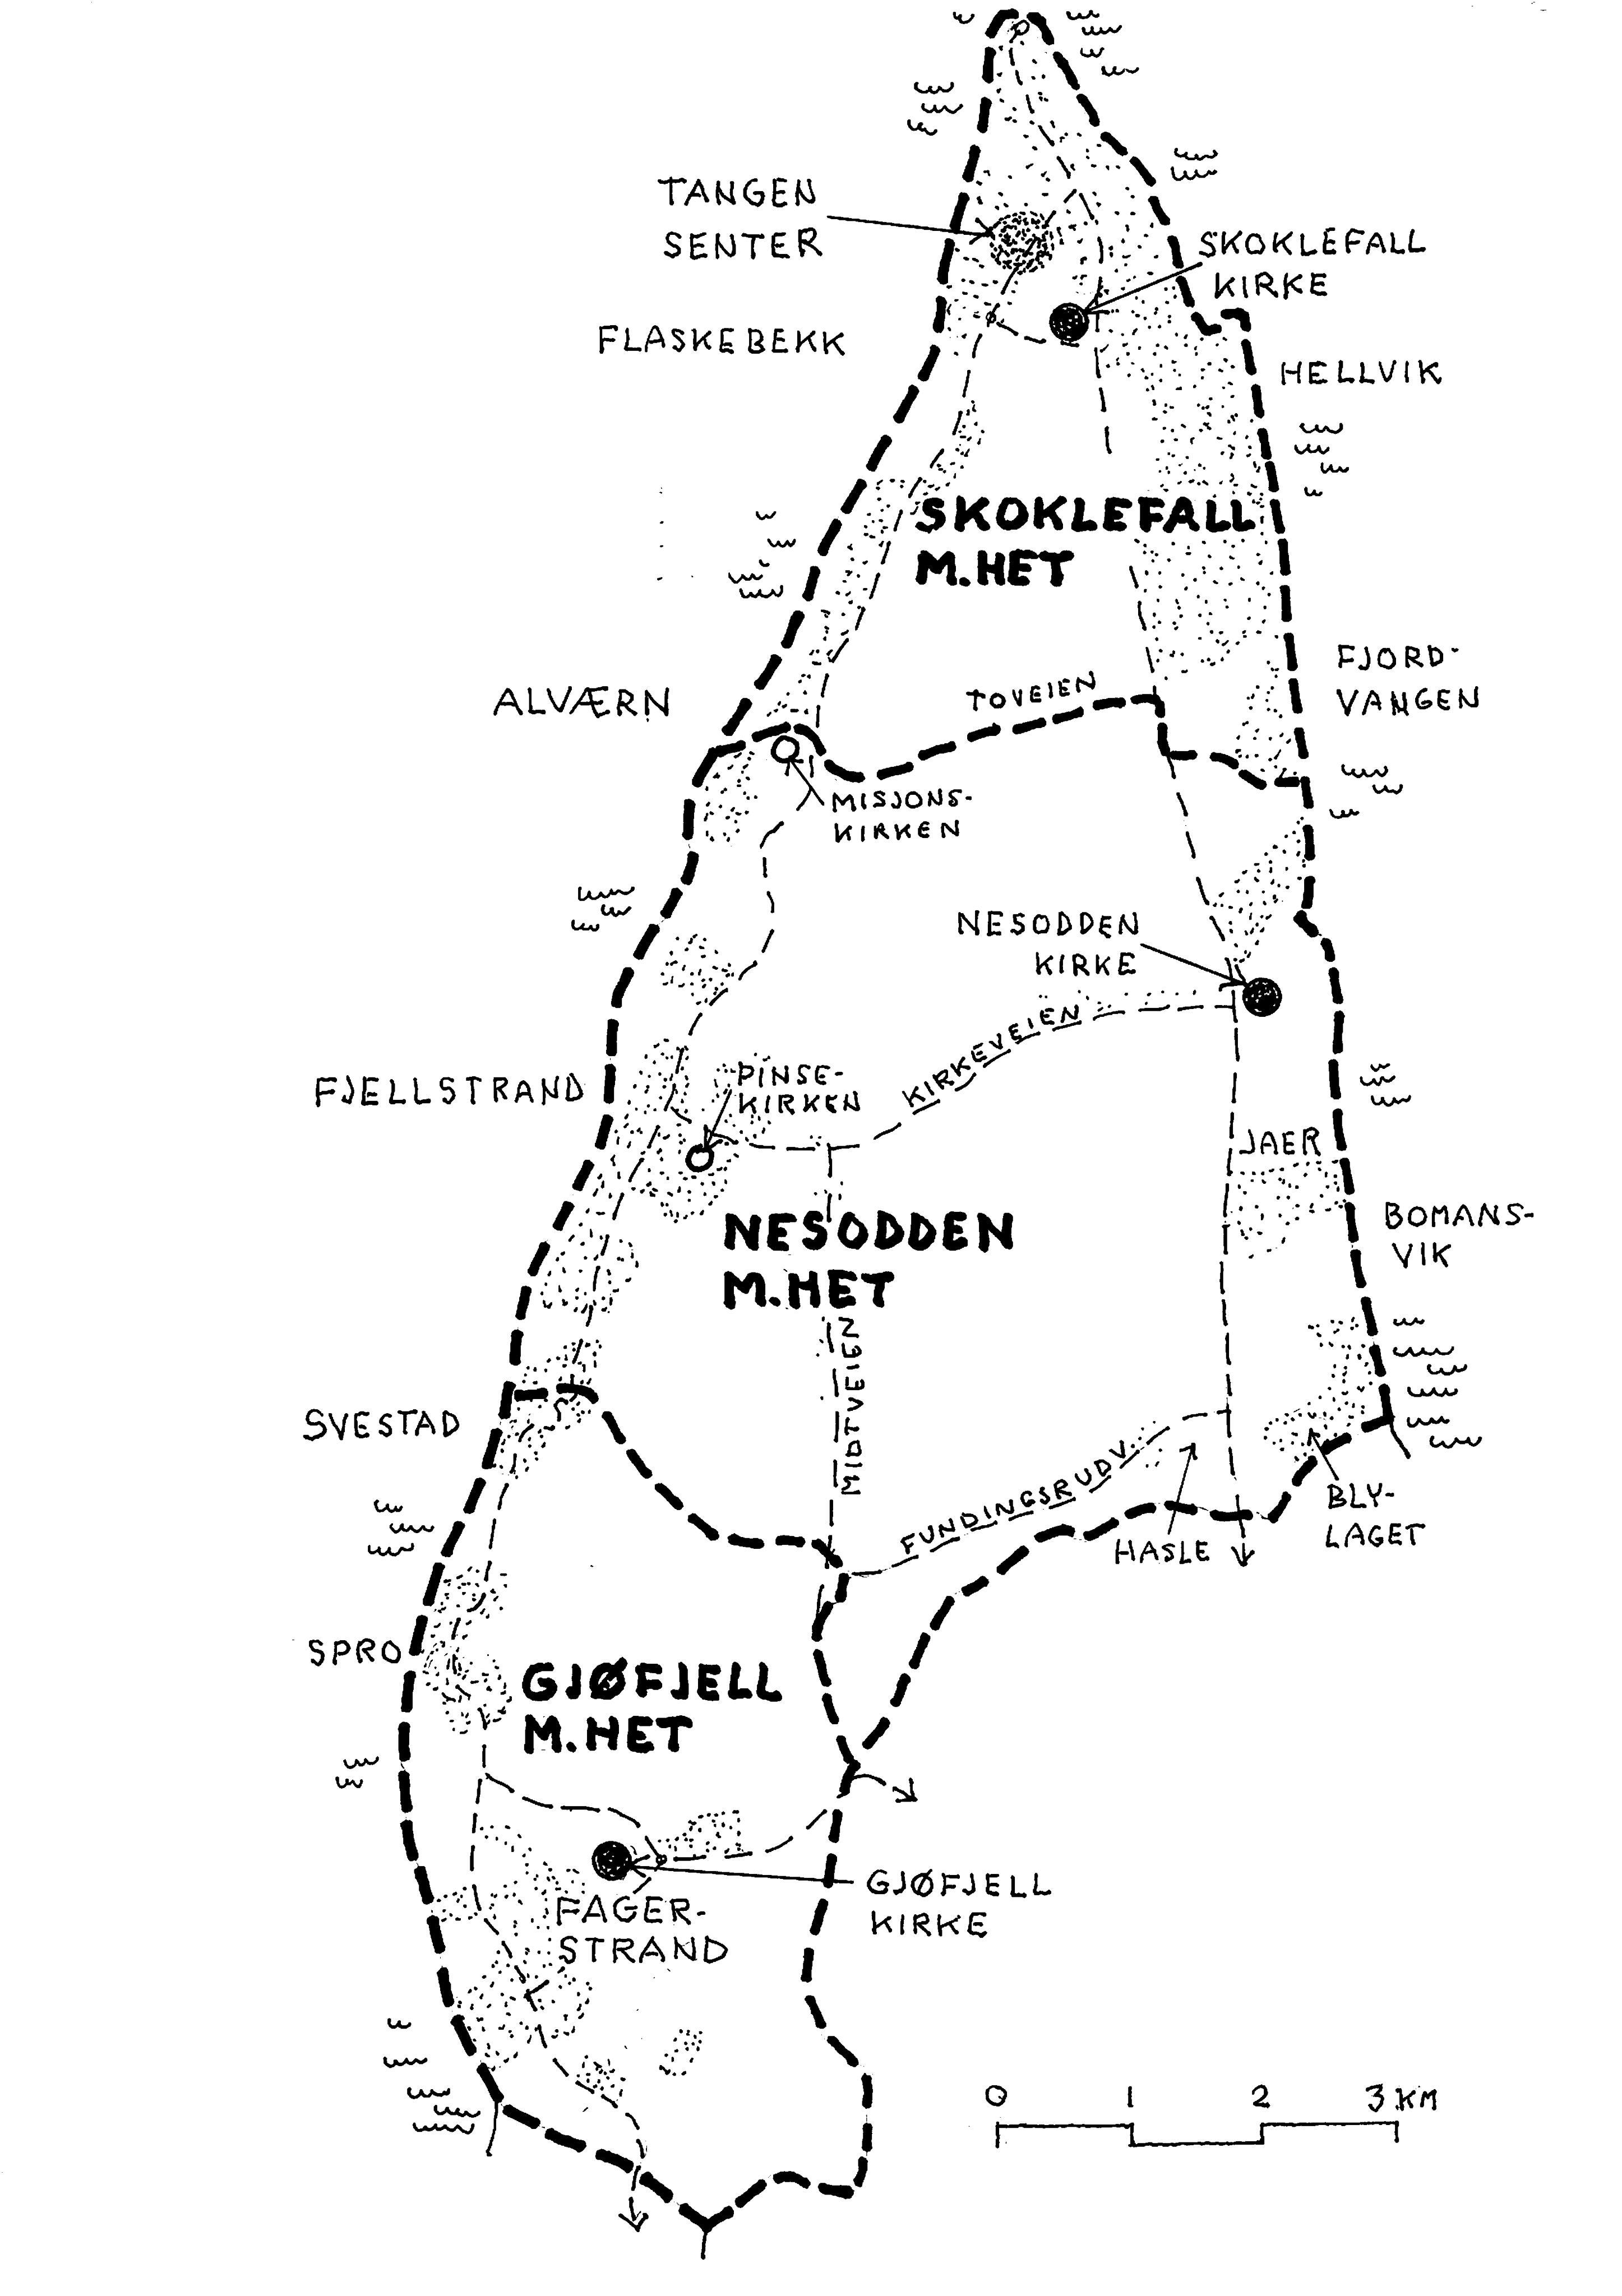 TANGEN
SENTER
SKOKLEFALL
KIRKE
FLASKEBEKK
HELLVIK
SKOKLEFALL
M.HET
FJORD-
VANGEN
ALVÆRN
TOVEIEN
MISJONS-
KIRKEN
NESODDEN
KIRKE
KIRKEVEIEN
FJELLSTRAND
PINSE-
KIRKEN
JAER
BOMANS-
VIK
NESODDEN
M.HET
MIDTVEIEN
SVESTAD
FUNDINGSRUDV.
HASLE
BLY-
LAGET
SPRO
GJØFJELL
M.HET
GJØFJELL
KIRKE
FAGER-
STRAND
0 1 2 3 KM